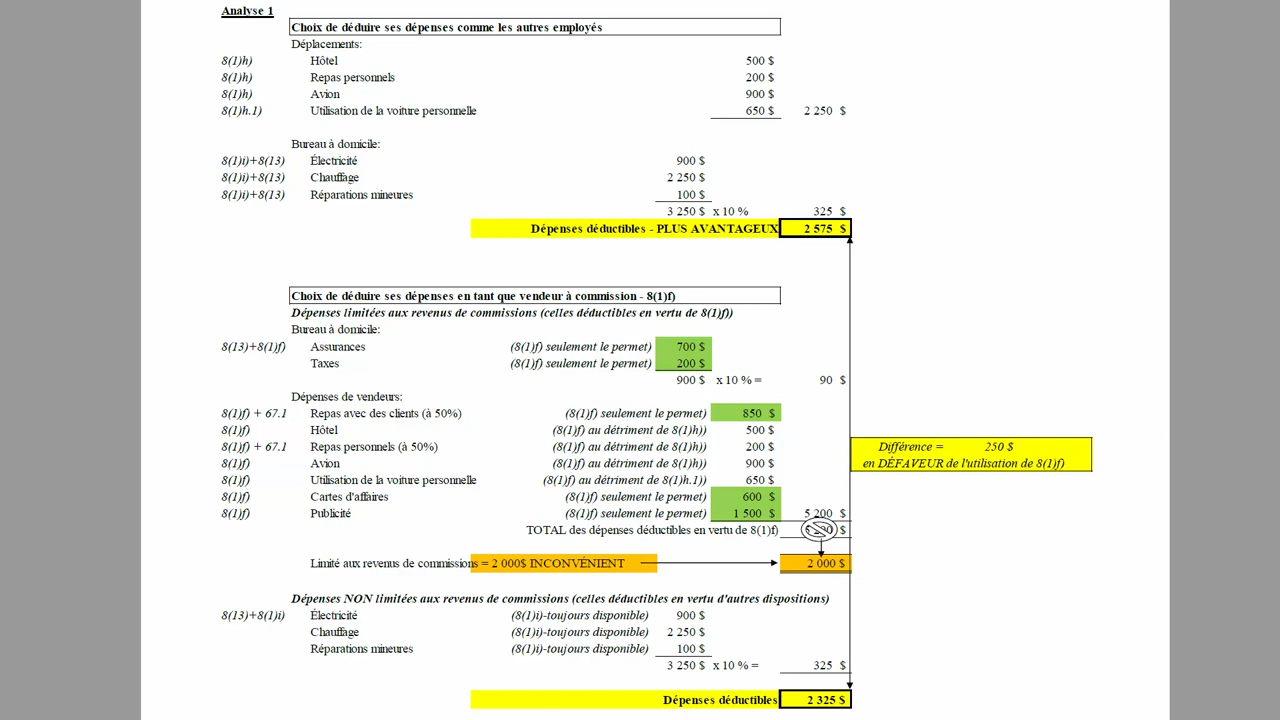 Analyse 1
Choix de déduire ses dépenses comme les autres employés
Déplacements:
8(1)h) Hôtel 500 $
8(1)h) Repas personnels 200 $
8(1)h) Avion 900 $
8(1)h.1) Utilisation de la voiture personnelle 650 $ 2 250 $
Bureau à domicile:
8(1)i)+8(13) Électricité 900 $
8(1)i)+8(13) Chauffage 2 250 $
8(1)i)+8(13) Réparations mineures 100 $
3 250 $ x 10 % 325 $
Dépenses déductibles - PLUS AVANTAGEUX 2 575 $
Choix de déduire ses dépenses en tant que vendeur à commission - 8(1)f)
Dépenses limitées aux revenus de commissions (celles déductibles en vertu de 8(1)f))
Bureau à domicile:
8(13)+8(1)f) Assurances (8(1)f) seulement le permet) 700 $
Taxes (8(1)f) seulement le permet) 200 $
900 $ x 10 % = 90 $
Dépenses de vendeurs:
8(1)f) + 67.1 Repas avec des clients (à 50%) (8(1)f) seulement le permet) 850 $
8(1)f) Hôtel (8(1)f) au détriment de 8(1)h)) 500 $
8(1)f) + 67.1 Repas personnels (à 50%) (8(1)f) au détriment de 8(1)h)) 200 $
8(1)f) Avion (8(1)f) au détriment de 8(1)h)) 900 $
8(1)f) Utilisation de la voiture personnelle (8(1)f) au détriment de 8(1)h.1)) 650 $
8(1)f) Cartes d'affaires (8(1)f) seulement le permet) 600 $
8(1)f) Publicité (8(1)f) seulement le permet) 1 500 $ 5 200 $
TOTAL des dépenses déductibles en vertu de 8(1)f) $
Différence = 250 $
en DÉFAVEUR de l'utilisation de 8(1)f)
Limité aux revenus de commissions = 2 000$ INCONVÉNIENT 2 000 $
Dépenses NON limitées aux revenus de commissions (celles déductibles en vertu d'autres dispositions)
8(13)+8(1)i) Électricité (8(1)i)-toujours disponible) 900 $
Chauffage (8(1)i)-toujours disponible) 2 250 $
Réparations mineures (8(1)i)-toujours disponible) 100 $
3 250 $ x 10 % = 325 $
Dépenses déductibles 2 325 $